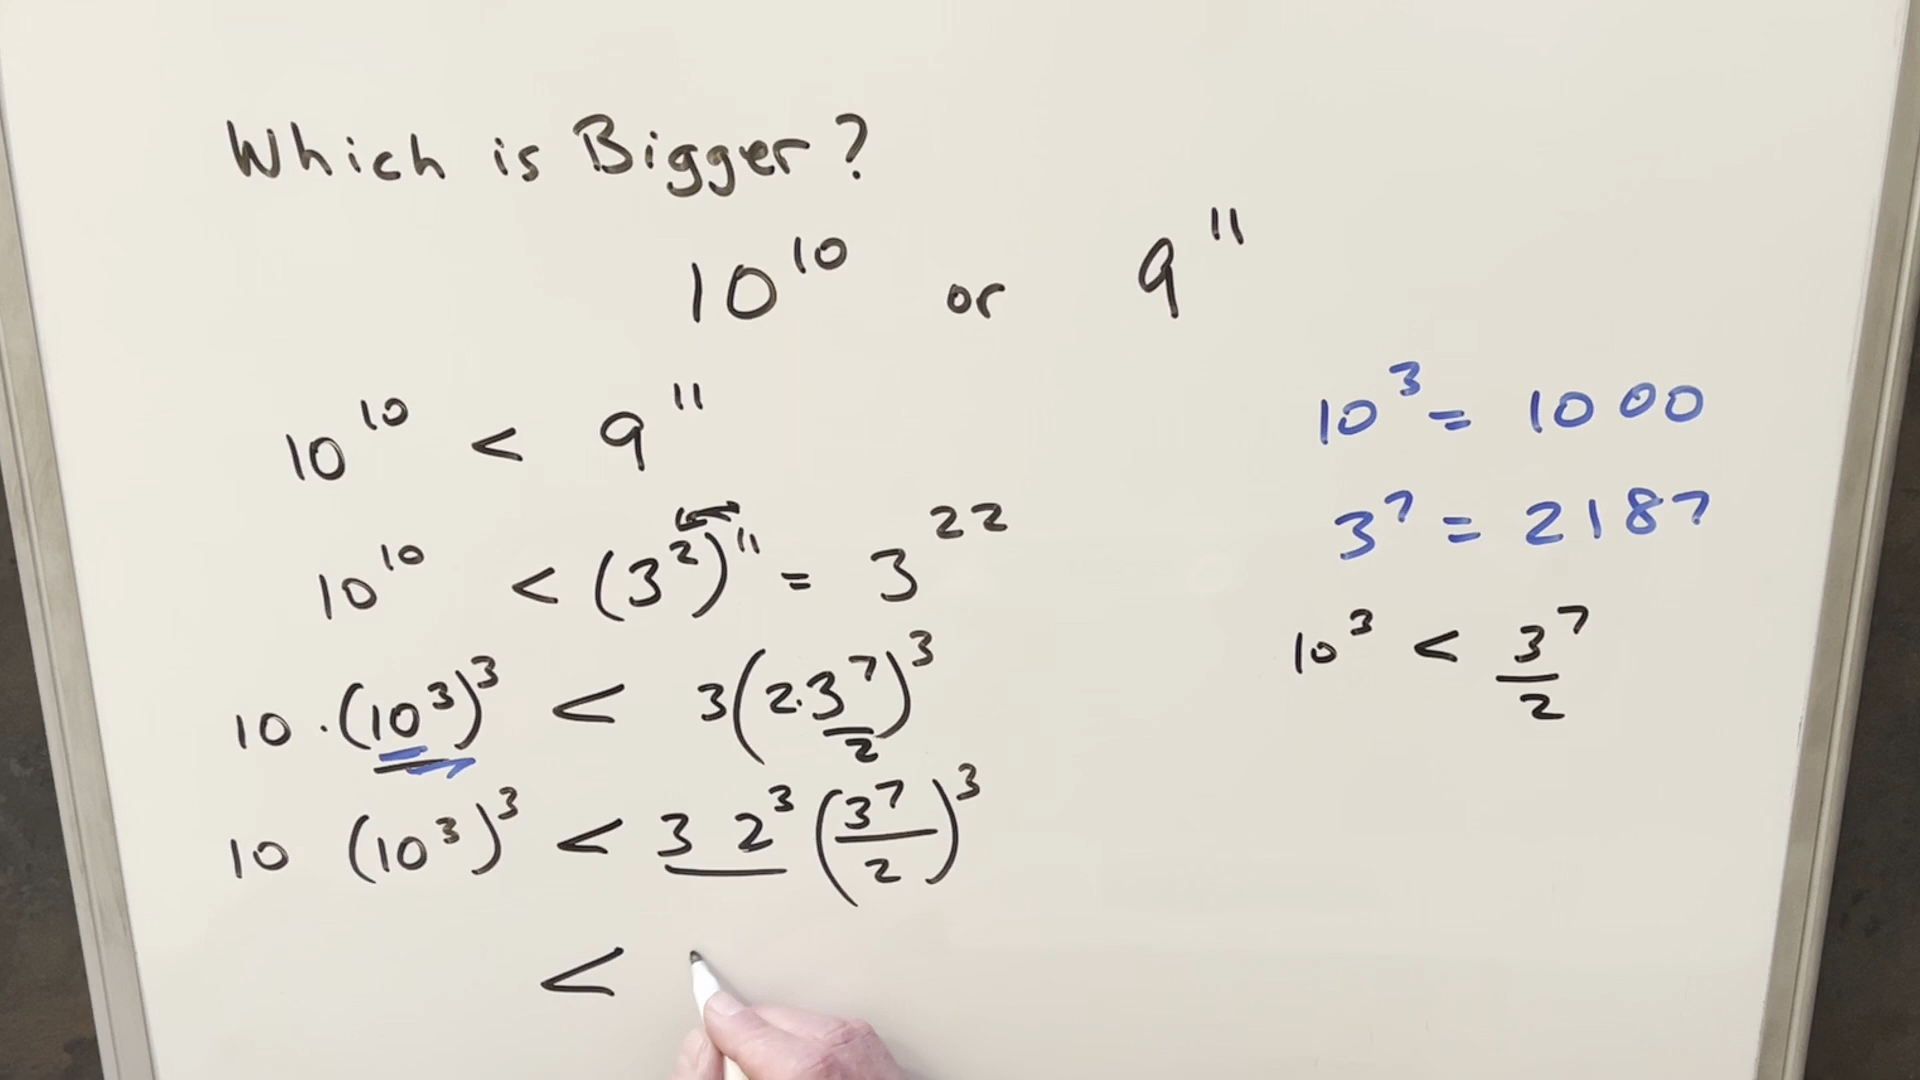 Which is Bigger?
10^10 or 9^11
10^10 < 9^11
10^10 < (3^2)^11 = 3^22
10 · (10^3)^3 < 3(2·3^7/2)^3
10 (10^3)^3 < 3 2^3 (3^7/2)^3
<
10^3 = 1000
3^7 = 2187
10^3 < 3^7/2